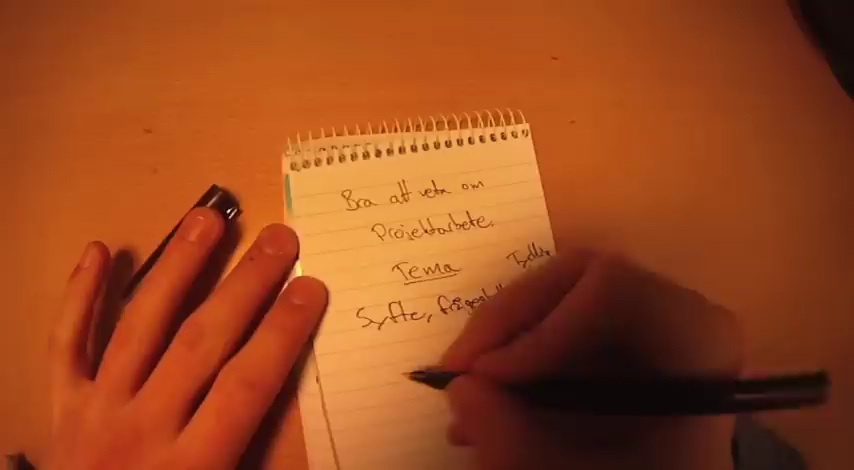 Bra att veta om
Projektarbete.
Tema
Syfte,